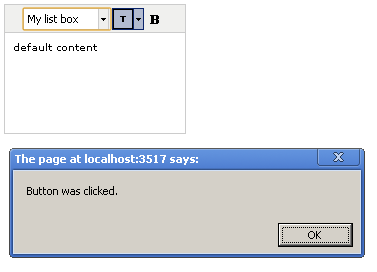 My list box T B
default content
The page at localhost:3517 says: X
Button was clicked.
OK